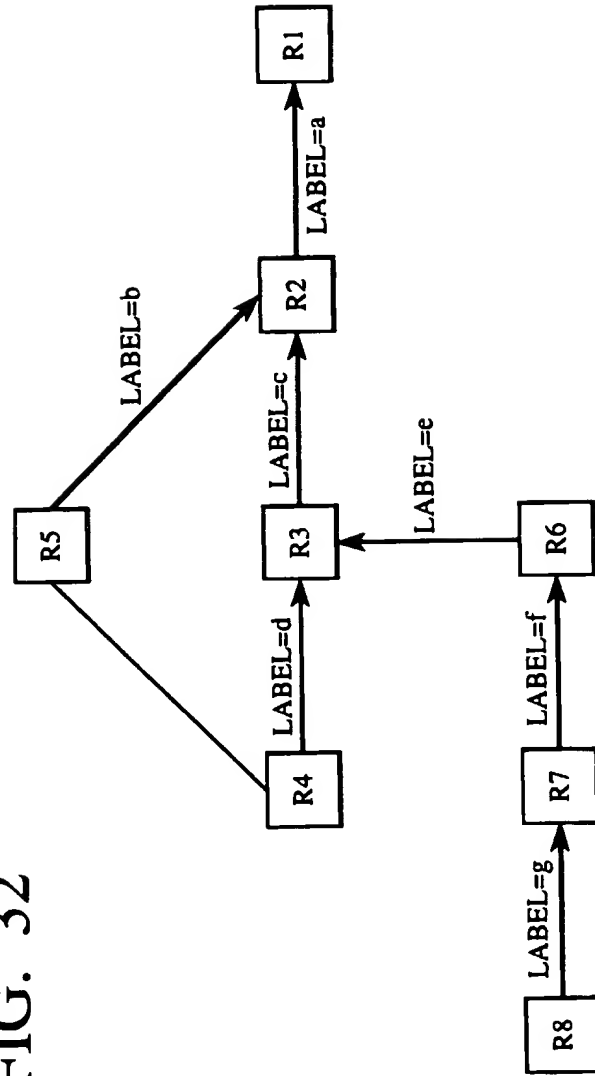 FIG. 32
R1
LABEL=a
R2
LABEL=b
R5
LABEL=c
R3
LABEL=d
R4
LABEL=e
R6
LABEL=f
R7
LABEL=g
R8